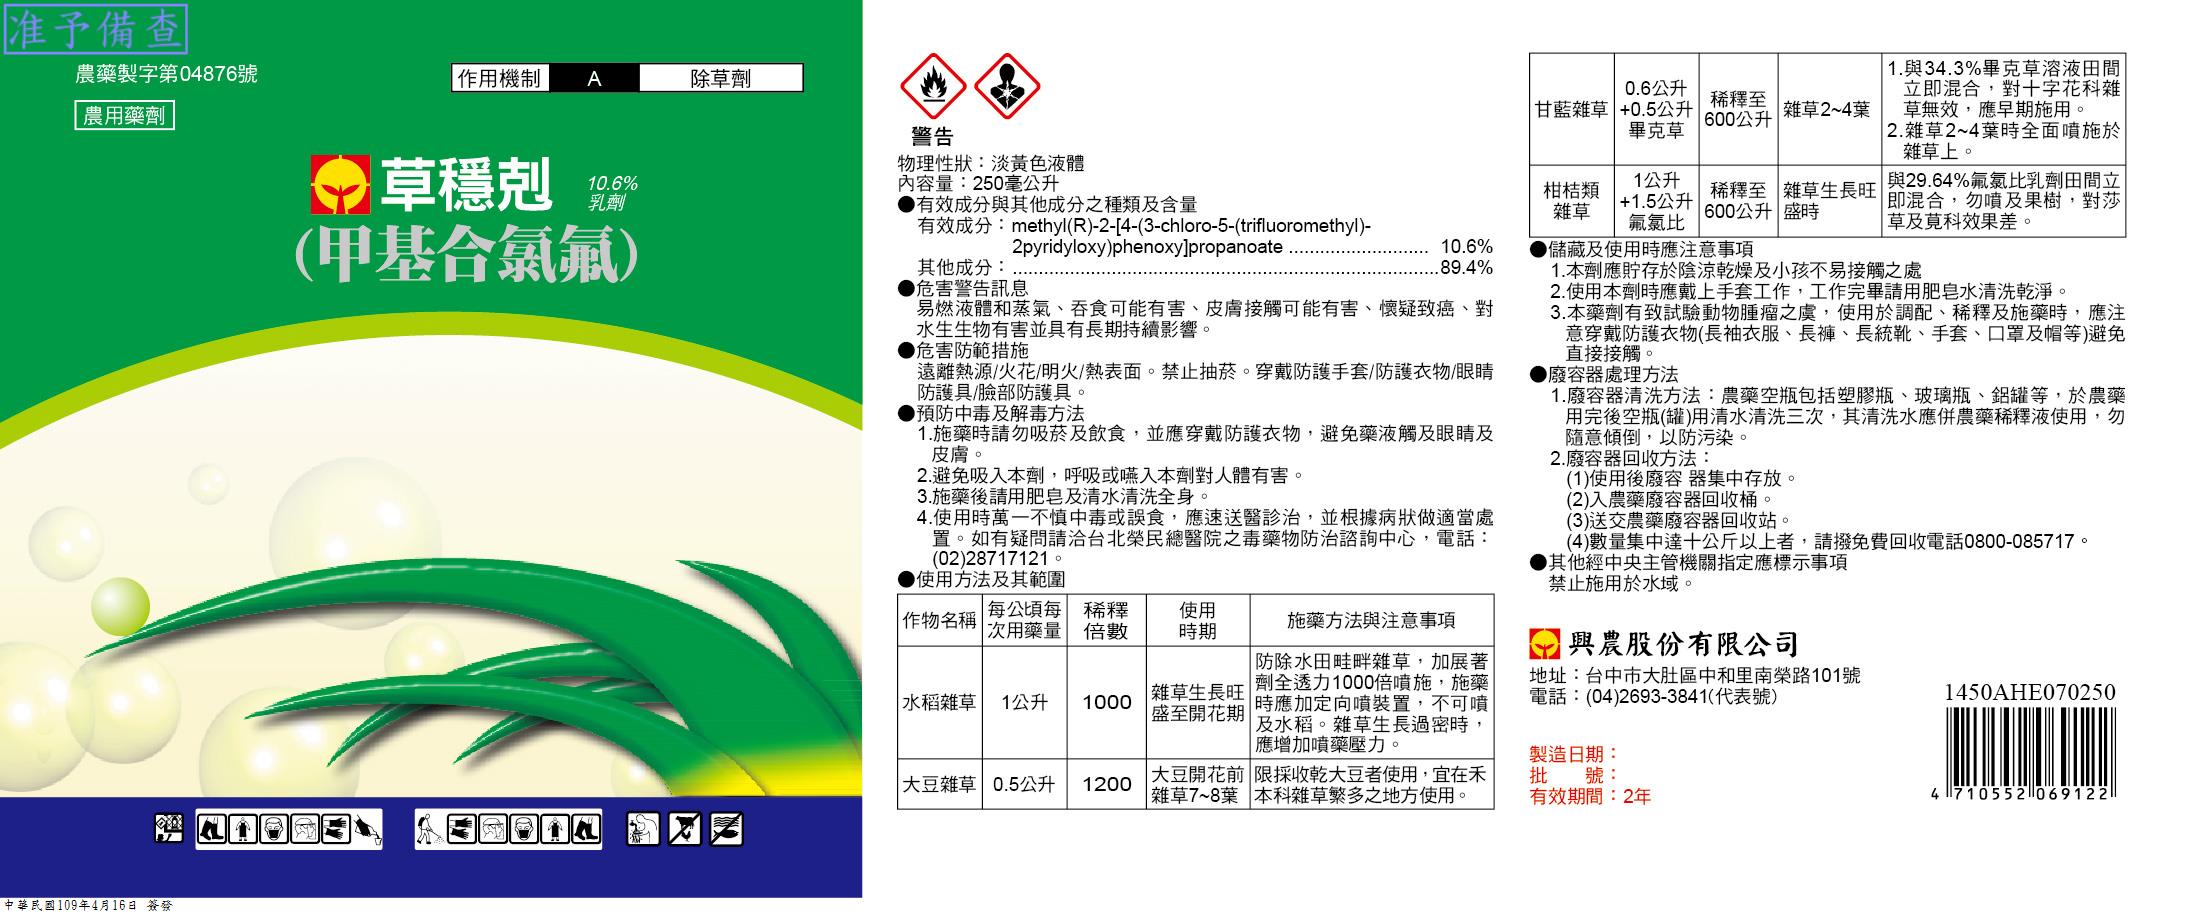 准予備查
農藥製字第04876號
農用藥劑
作用機制 A 除草劑
草穩剋 10.6%
乳劑
(甲基合氯氟)
中華民國109年4月16日 簽發
警告
物理性狀：淡黃色液體
內容量：250毫公升
●有效成分與其他成分之種類及含量
有效成分：methyl(R)-2-[4-(3-chloro-5-(trifluoromethyl)-
2pyridyloxy)phenoxy]propanoate ............................ 10.6%
其他成分：....................................................................................89.4%
●危害警告訊息
易燃液體和蒸氣、吞食可能有害、皮膚接觸可能有害、懷疑致癌、對
水生生物有害並具有長期持續影響。
●危害防範措施
遠離熱源/火花/明火/熱表面。禁止抽菸。穿戴防護手套/防護衣物/眼睛
防護具/臉部防護具。
●預防中毒及解毒方法
1.施藥時請勿吸菸及飲食，並應穿戴防護衣物，避免藥液觸及眼睛及
皮膚。
2.避免吸入本劑，呼吸或嚥入本劑對人體有害。
3.施藥後請用肥皂及清水清洗全身。
4.使用時萬一不慎中毒或誤食，應速送醫診治，並根據病狀做適當處
置。如有疑問請洽台北榮民總醫院之毒藥物防治諮詢中心，電話：
(02)28717121。
●使用方法及其範圍
作物名稱 每公頃每 稀釋 使用 施藥方法與注意事項
次用藥量 倍數 時期
水稻雜草 1公升 1000 雜草生長旺
盛至開花期
防除水田畦畔雜草，加展著
劑全透力1000倍噴施，施藥
時應加定向噴裝置，不可噴
及水稻。雜草生長過密時，
應增加噴藥壓力。
大豆雜草 0.5公升 1200 大豆開花前
雜草7~8葉
限採收乾大豆者使用，宜在禾
本科雜草繁多之地方使用。
甘藍雜草 0.6公升
+0.5公升
畢克草
稀釋至
600公升
雜草2~4葉
1.與34.3%畢克草溶液田間
立即混合，對十字花科雜
草無效，應早期施用。
2.雜草2~4葉時全面噴施於
雜草上。
柑桔類
雜草
1公升
+1.5公升
氟氯比
稀釋至
600公升
雜草生長旺
盛時
與29.64%氟氯比乳劑田間立
即混合，勿噴及果樹，對莎
草及莧科效果差。
●儲藏及使用時應注意事項
1.本劑應貯存於陰涼乾燥及小孩不易接觸之處
2.使用本劑時應戴上手套工作，工作完畢請用肥皂水清洗乾淨。
3.本藥劑有致試驗動物腫瘤之虞，使用於調配、稀釋及施藥時，應注
意穿戴防護衣物(長袖衣服、長褲、長統靴、手套、口罩及帽等)避免
直接接觸。
●廢容器處理方法
1.廢容器清洗方法：農藥空瓶包括塑膠瓶、玻璃瓶、鋁罐等，於農藥
用完後空瓶(罐)用清水清洗三次，其清洗水應併農藥稀釋液使用，勿
隨意傾倒，以防污染。
2.廢容器回收方法：
(1)使用後廢容 器集中存放。
(2)入農藥廢容器回收桶。
(3)送交農藥廢容器回收站。
(4)數量集中達十公斤以上者，請撥免費回收電話0800-085717。
●其他經中央主管機關指定應標示事項
禁止施用於水域。
興農股份有限公司
地址：台中市大肚區中和里南榮路101號
電話：(04)2693-3841(代表號)
製造日期：
批 號：
有效期間：2年
1450AHE070250
4 710552 069122